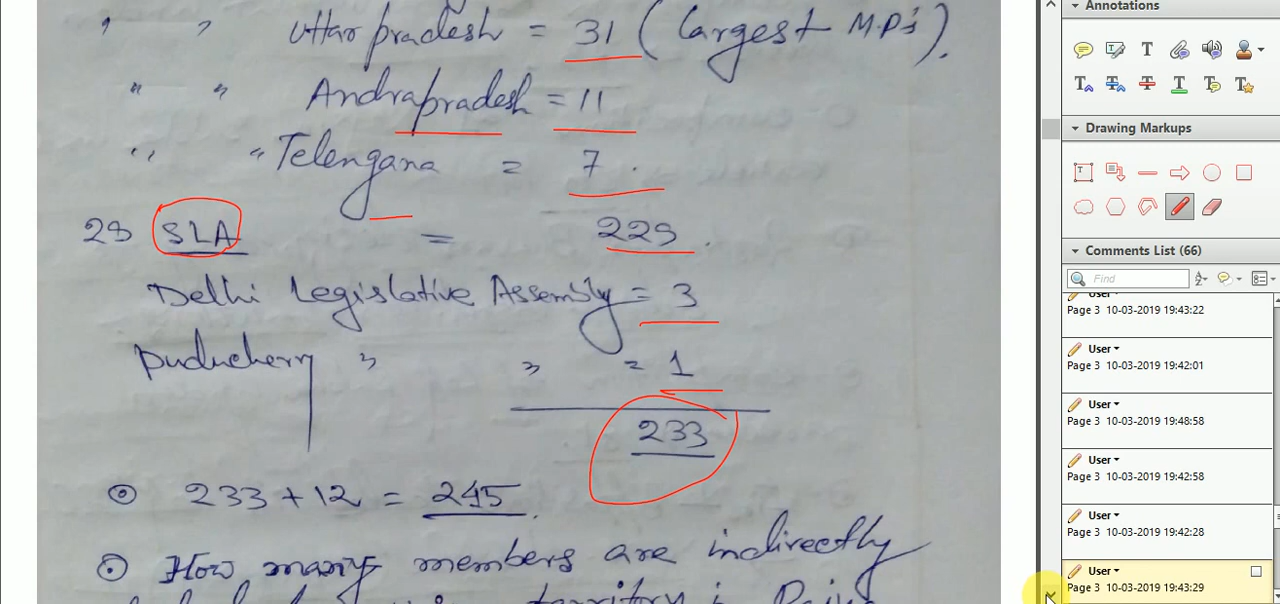 " " Uttar pradesh = 31 (largest M.P's).
" " Andrapradesh = 11
" " Telengana = 7.
29 SLA = 229.
Delhi Legislative Assembly = 3
Puducherry " " = 1
233
233 + 12 = 245.
How many members are indirectly
territory
Annotations
Drawing Markups
Comments List (66)
Find
User
Page 3 10-03-2019 19:43:22
User
Page 3 10-03-2019 19:42:01
User
Page 3 10-03-2019 19:48:58
User
Page 3 10-03-2019 19:42:58
User
Page 3 10-03-2019 19:42:28
User
Page 3 10-03-2019 19:43:29